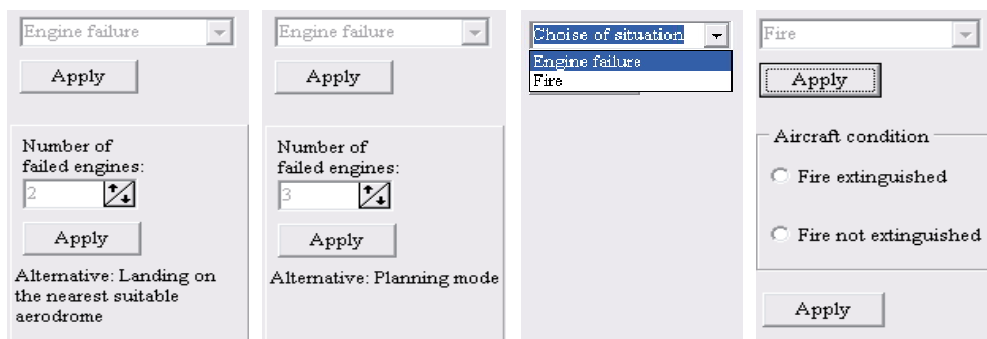 Engine failure
Apply
Number of
failed engines:
2
Apply
Alternative: Landing on
the nearest suitable
aerodrome
Engine failure
Apply
Number of
failed engines:
3
Apply
Alternative: Planning mode
Choise of situation
Engine failure
Fire
Fire
Apply
Aircraft condition
Fire extinguished
Fire not extinguished
Apply